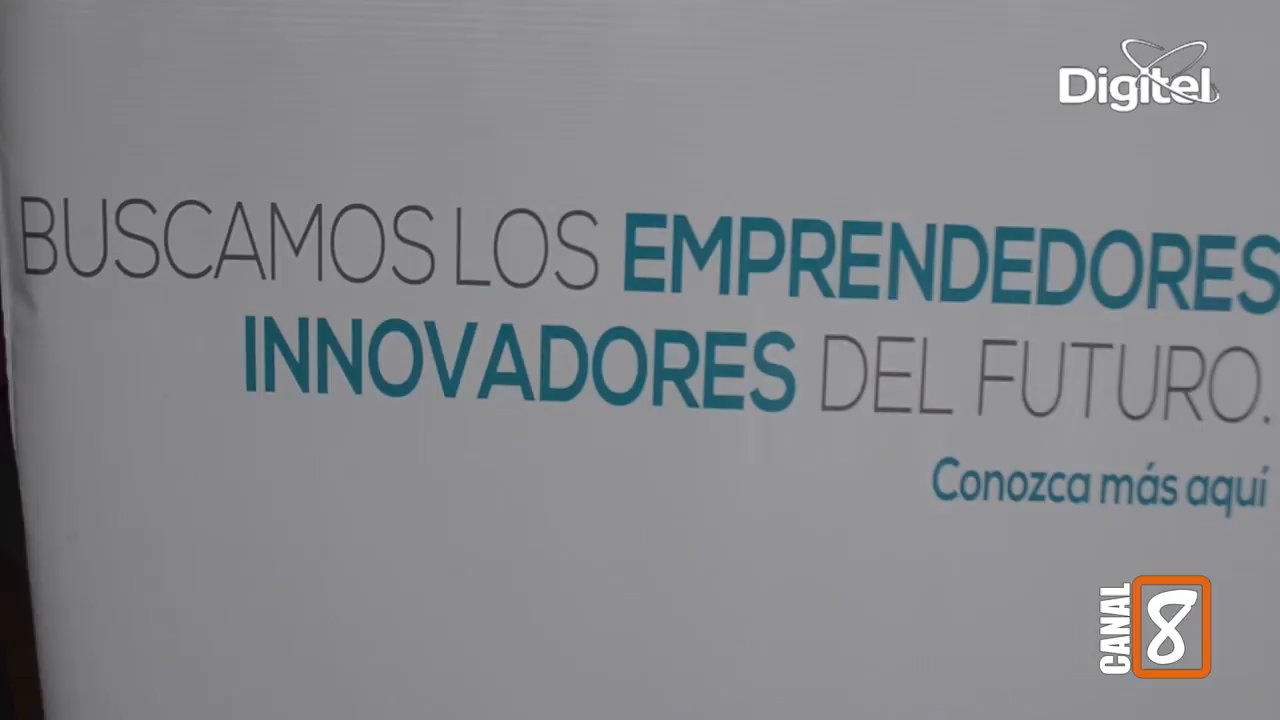 Digitel
BUSCAMOS LOS EMPRENDEDORES
INNOVADORES DEL FUTURO.
Conozca más aquí
CANAL 8